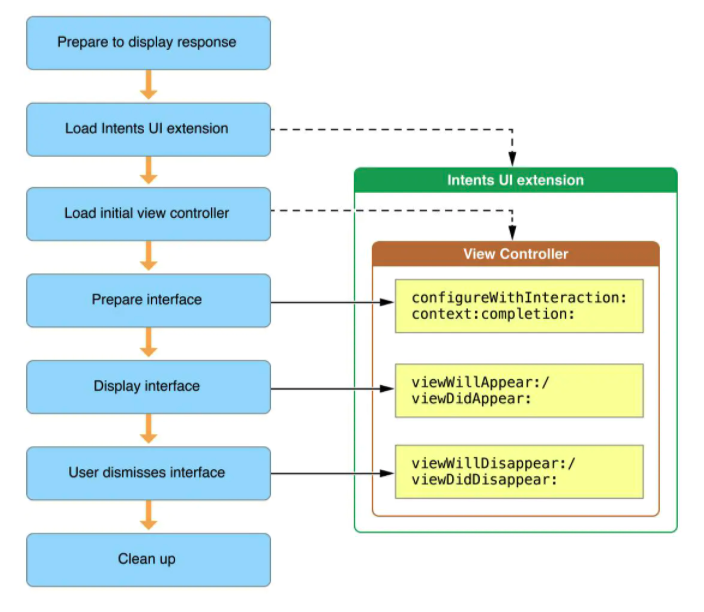 Prepare to display response
Load Intents UI extension
Intents UI extension
Load initial view controller
View Controller
Prepare interface
configureWithInteraction:
context:completion:
Display interface
viewWillAppear:/
viewDidAppear:
User dismisses interface
viewWillDisappear:/
viewDidDisappear:
Clean up